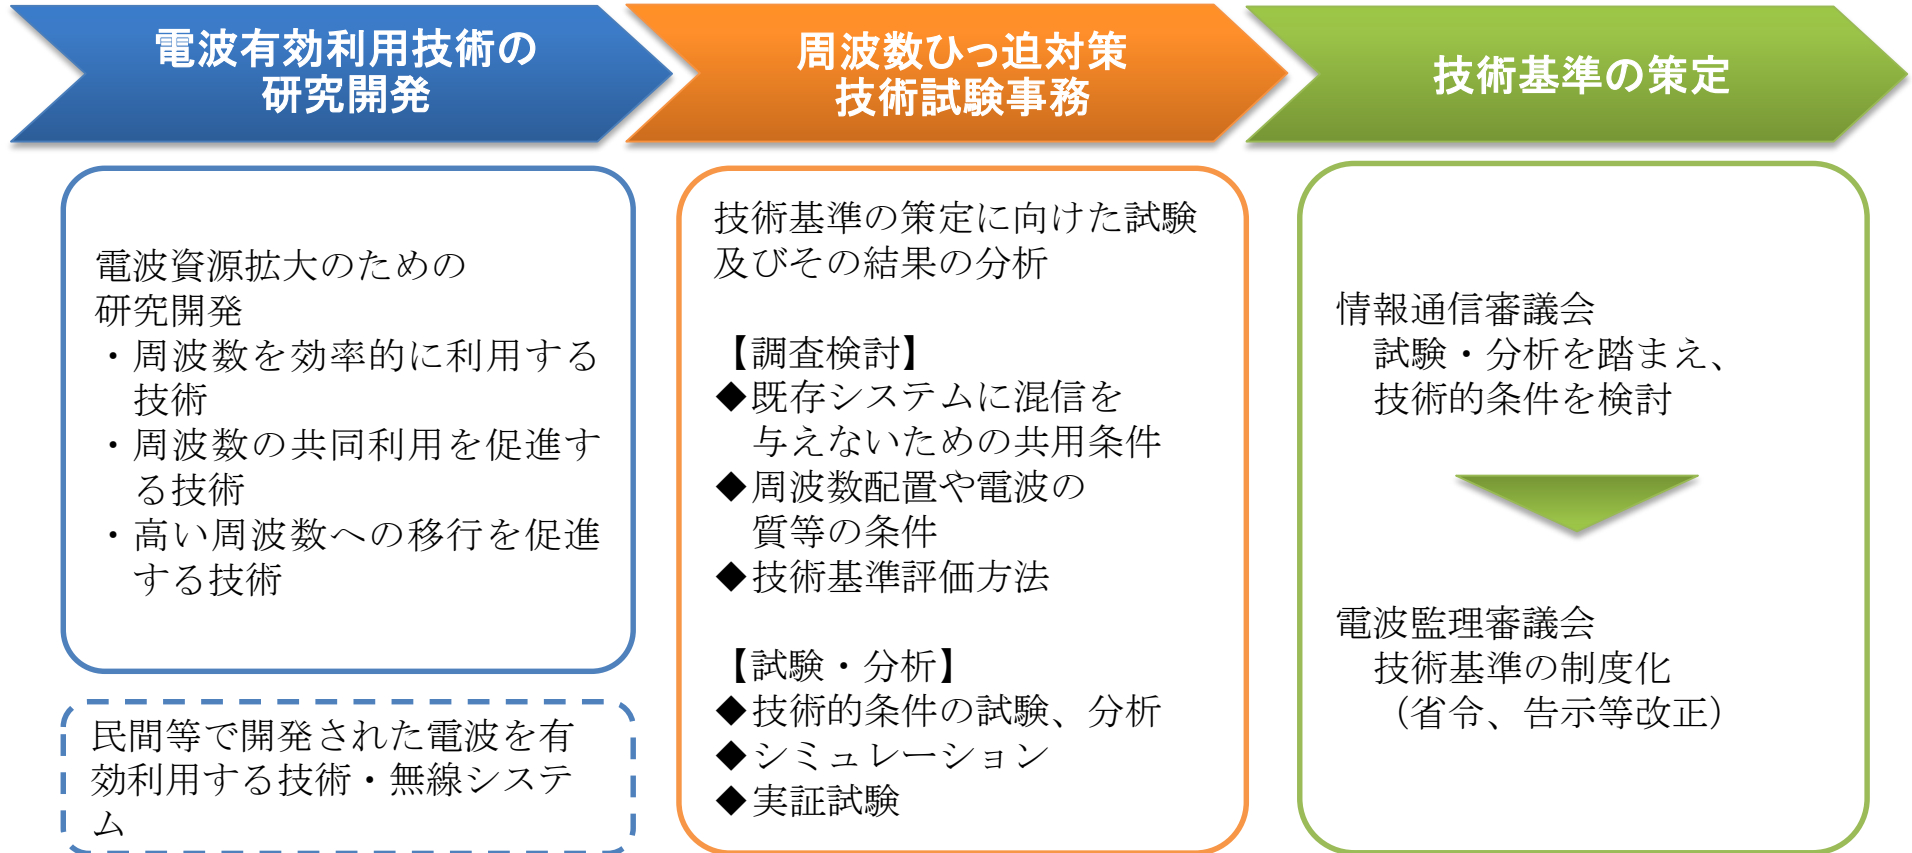 電波有効利用技術の
研究開発
周波数ひっ迫対策
技術試験事務
技術基準の策定
電波資源拡大のための
研究開発
・周波数を効率的に利用する
技術
・周波数の共同利用を促進す
る技術
・高い周波数への移行を促進
する技術
民間等で開発された電波を有
効利用する技術・無線システ
ム
技術基準の策定に向けた試験
及びその結果の分析
【調査検討】
◆既存システムに混信を
与えないための共用条件
◆周波数配置や電波の
質等の条件
◆技術基準評価方法
【試験・分析】
◆技術的条件の試験、分析
◆シミュレーション
◆実証試験
情報通信審議会
試験・分析を踏まえ、
技術的条件を検討
電波監理審議会
技術基準の制度化
（省令、告示等改正）